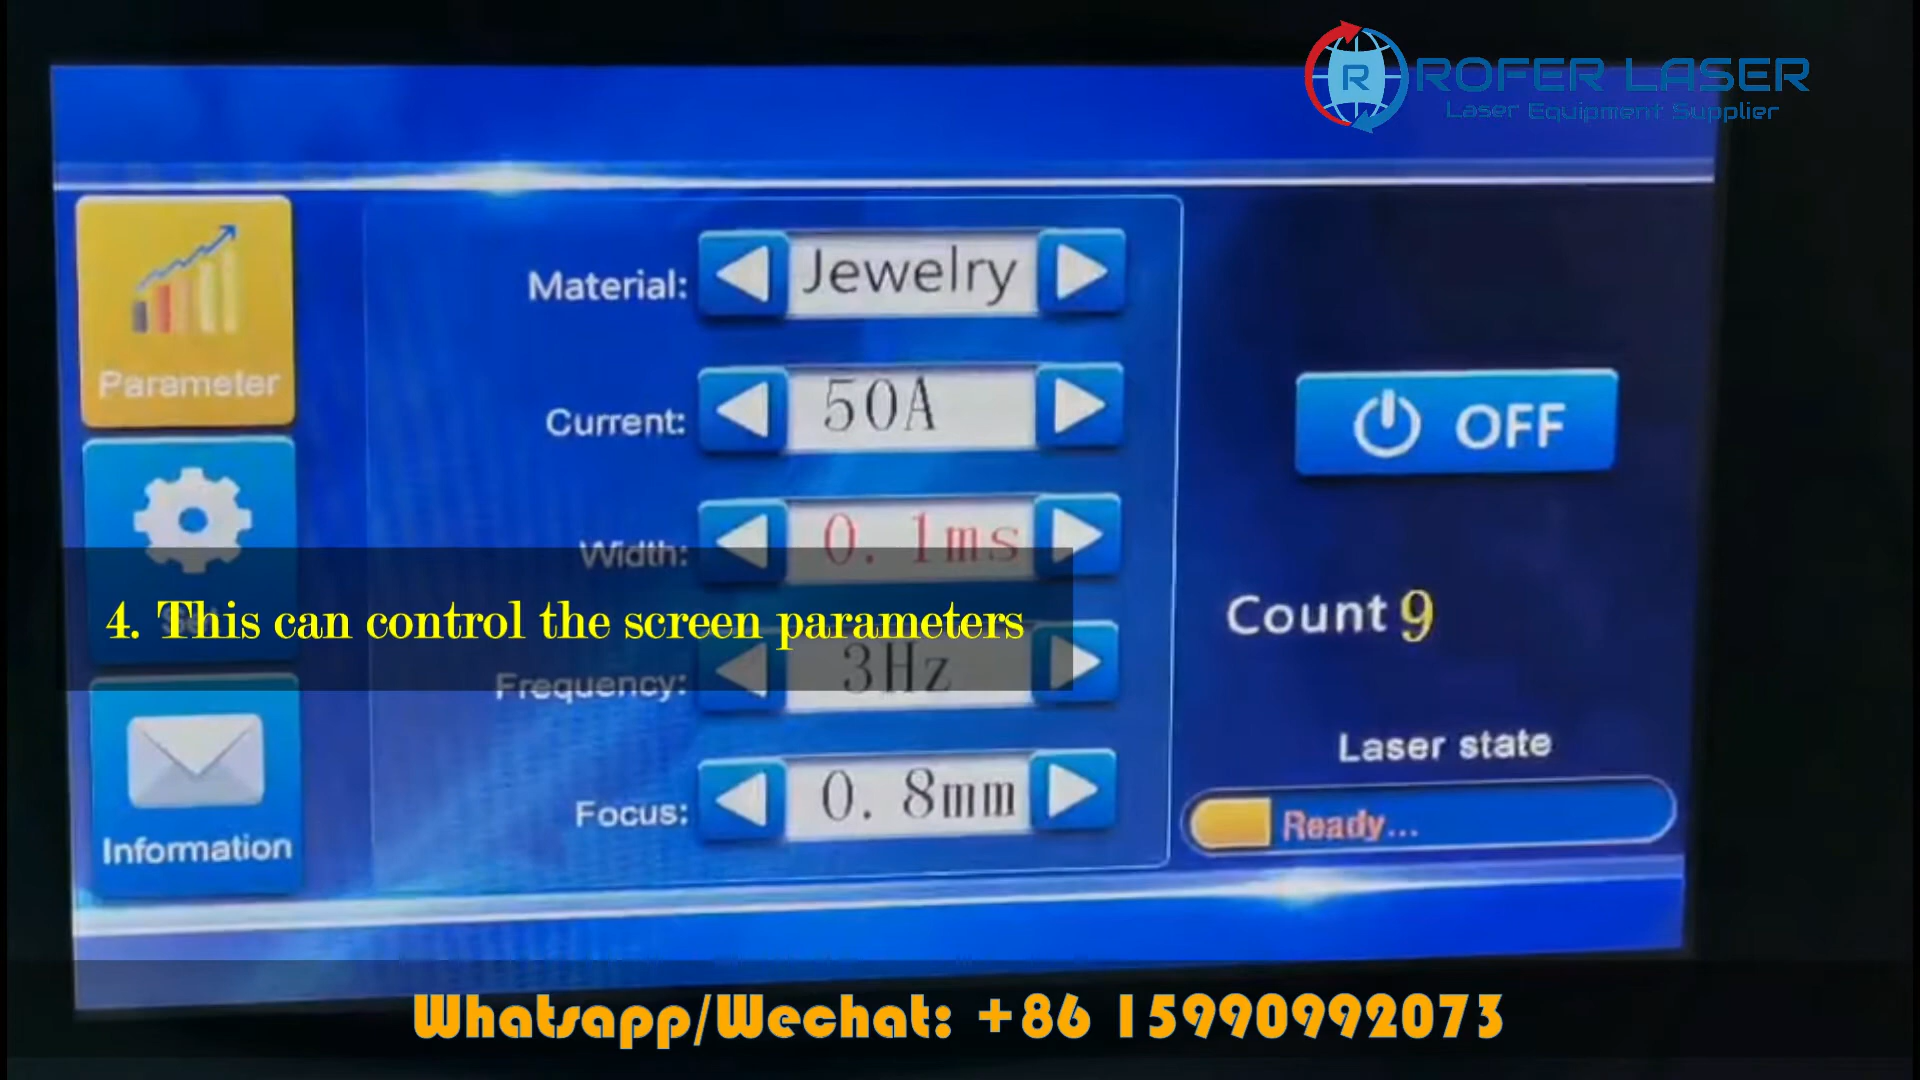 R
ROFER LASER
Laser Equipment Supplier
Parameter
Material: Jewelry
Current: 50A
Width: 0.1ms
4. This can control the screen parameters
Frequency: 3Hz
Focus: 0.8mm
Information
OFF
Count 9
Laser state
Ready...
Whatsapp/Wechat: +86 15990992073